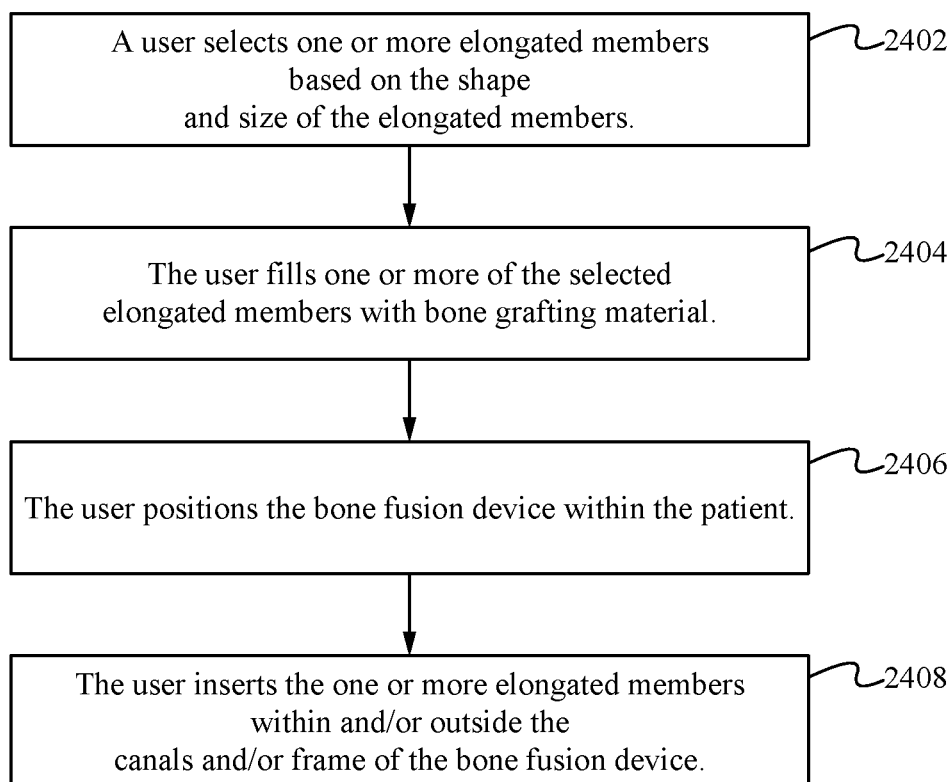 A user selects one or more elongated members
based on the shape
and size of the elongated members.
2402
The user fills one or more of the selected
elongated members with bone grafting material.
2404
The user positions the bone fusion device within the patient.
2406
The user inserts the one or more elongated members
within and/or outside the
canals and/or frame of the bone fusion device.
2408